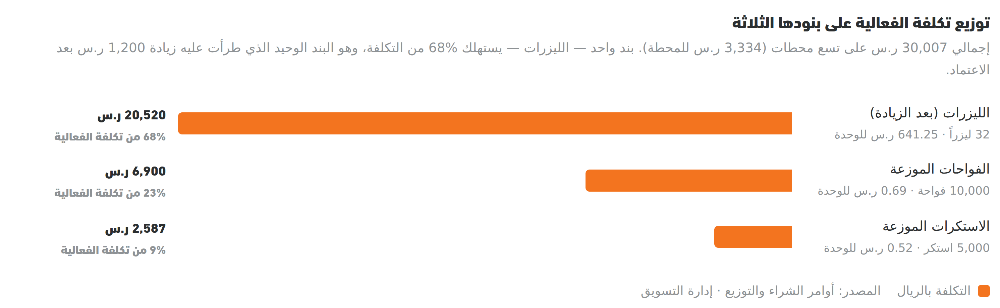 توزيع تكلفة الفعالية على بنودها الثلاثة
إجمالي 30,007 ر.س على تسع محطات (3,334 ر.س للمحطة). بند واحد — الليزرات — يستهلك 68% من التكلفة، وهو البند الوحيد الذي طرأت عليه زيادة 1,200 ر.س بعد
الاعتماد.
الليزرات (بعد الزيادة)
32 ليزراً · 641.25 ر.س للوحدة
20,520 ر.س
68% من تكلفة الفعالية
الفواحات الموزعة
10,000 فواحة · 0.69 ر.س للوحدة
6,900 ر.س
23% من تكلفة الفعالية
الاستكرات الموزعة
5,000 استكر · 0.52 ر.س للوحدة
2,587 ر.س
9% من تكلفة الفعالية
التكلفة بالريال
المصدر: أوامر الشراء والتوزيع · إدارة التسويق